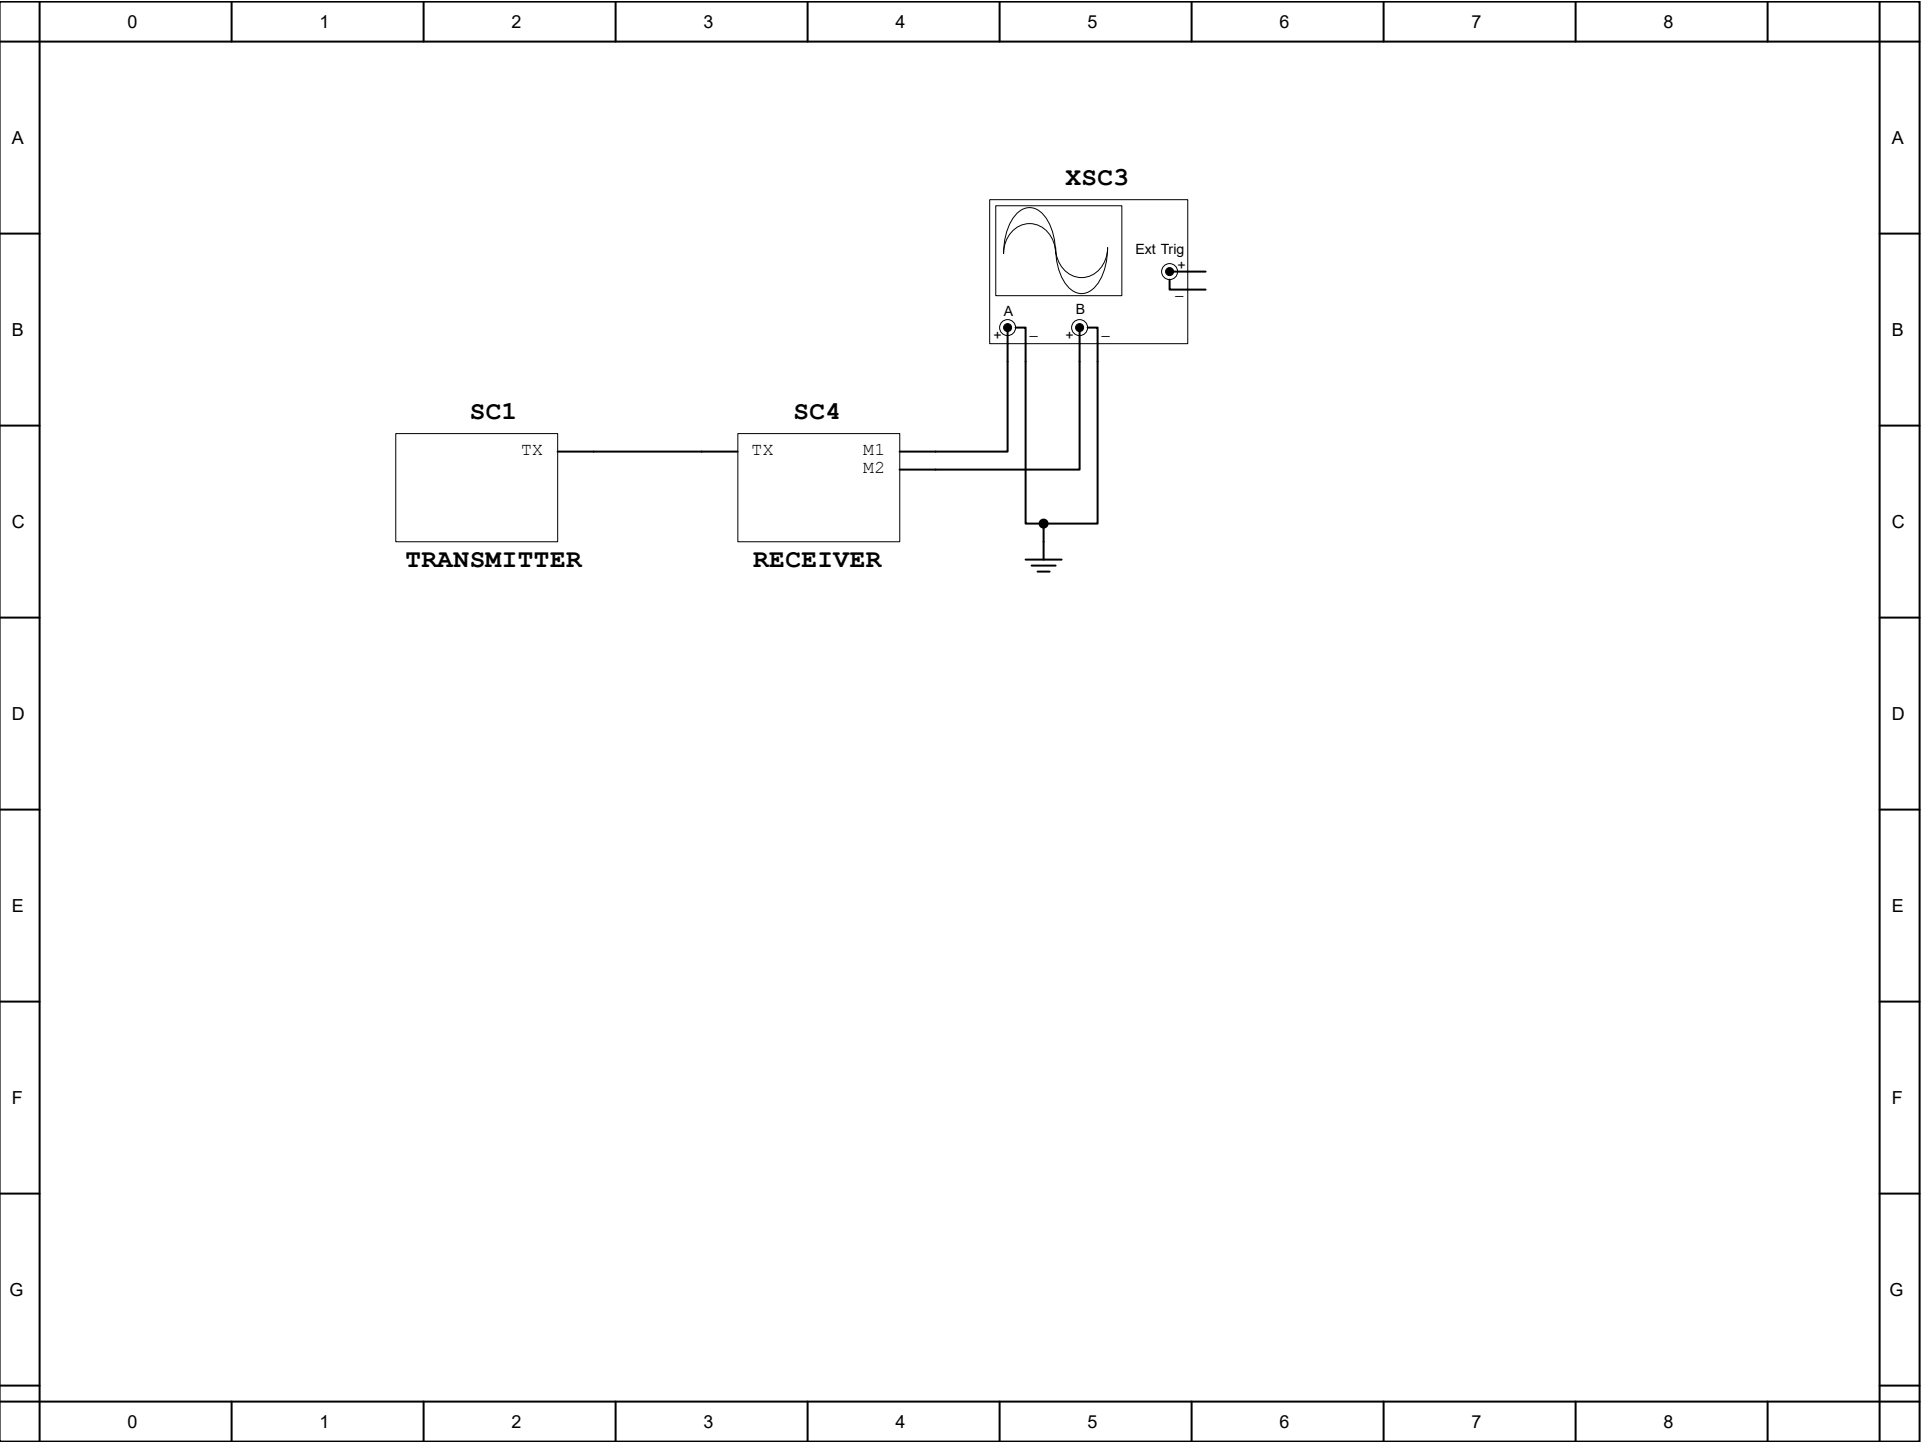 0 1 2 3 4 5 6 7 8
A A
XSC3
Ext Trig
+
–
B B
A B
+ – + –
SC1 SC4
TX TX M1
M2
C C
TRANSMITTER RECEIVER
D D
E E
F F
G G
0 1 2 3 4 5 6 7 8